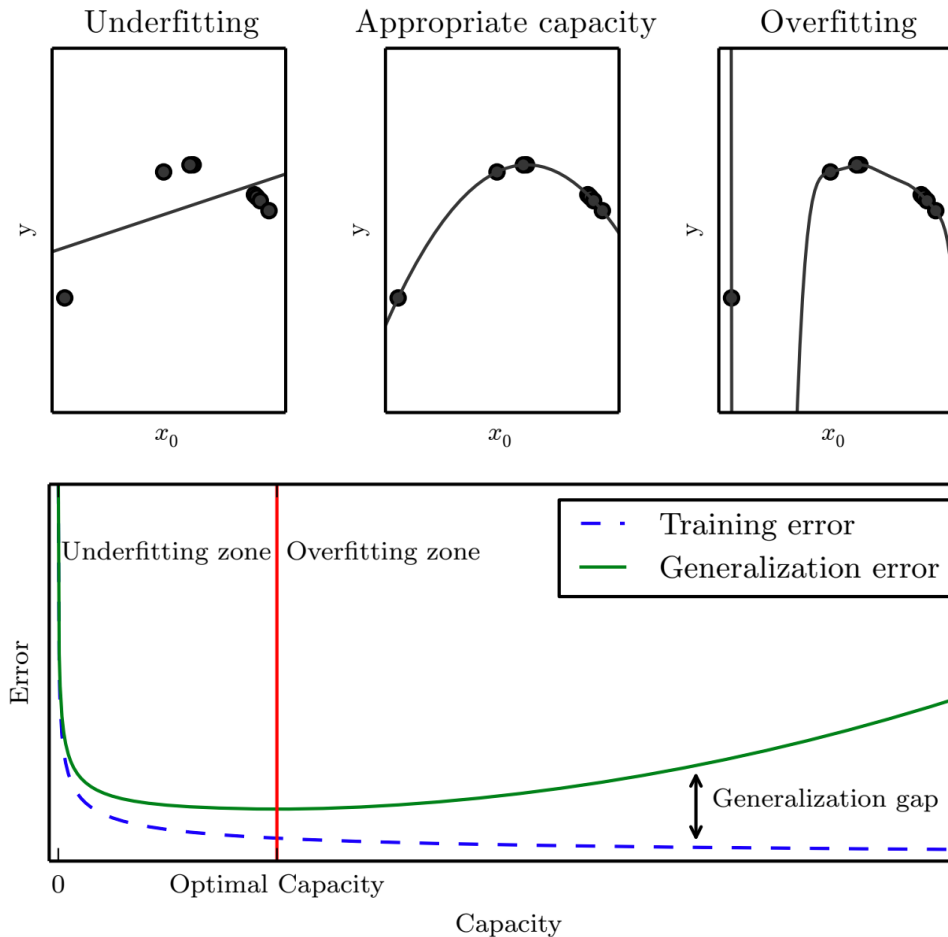 Underfitting
Appropriate capacity
Overfitting
y
y
y
x0
x0
x0
Underfitting zone
Overfitting zone
Training error
Generalization error
Error
Generalization gap
0
Optimal Capacity
Capacity